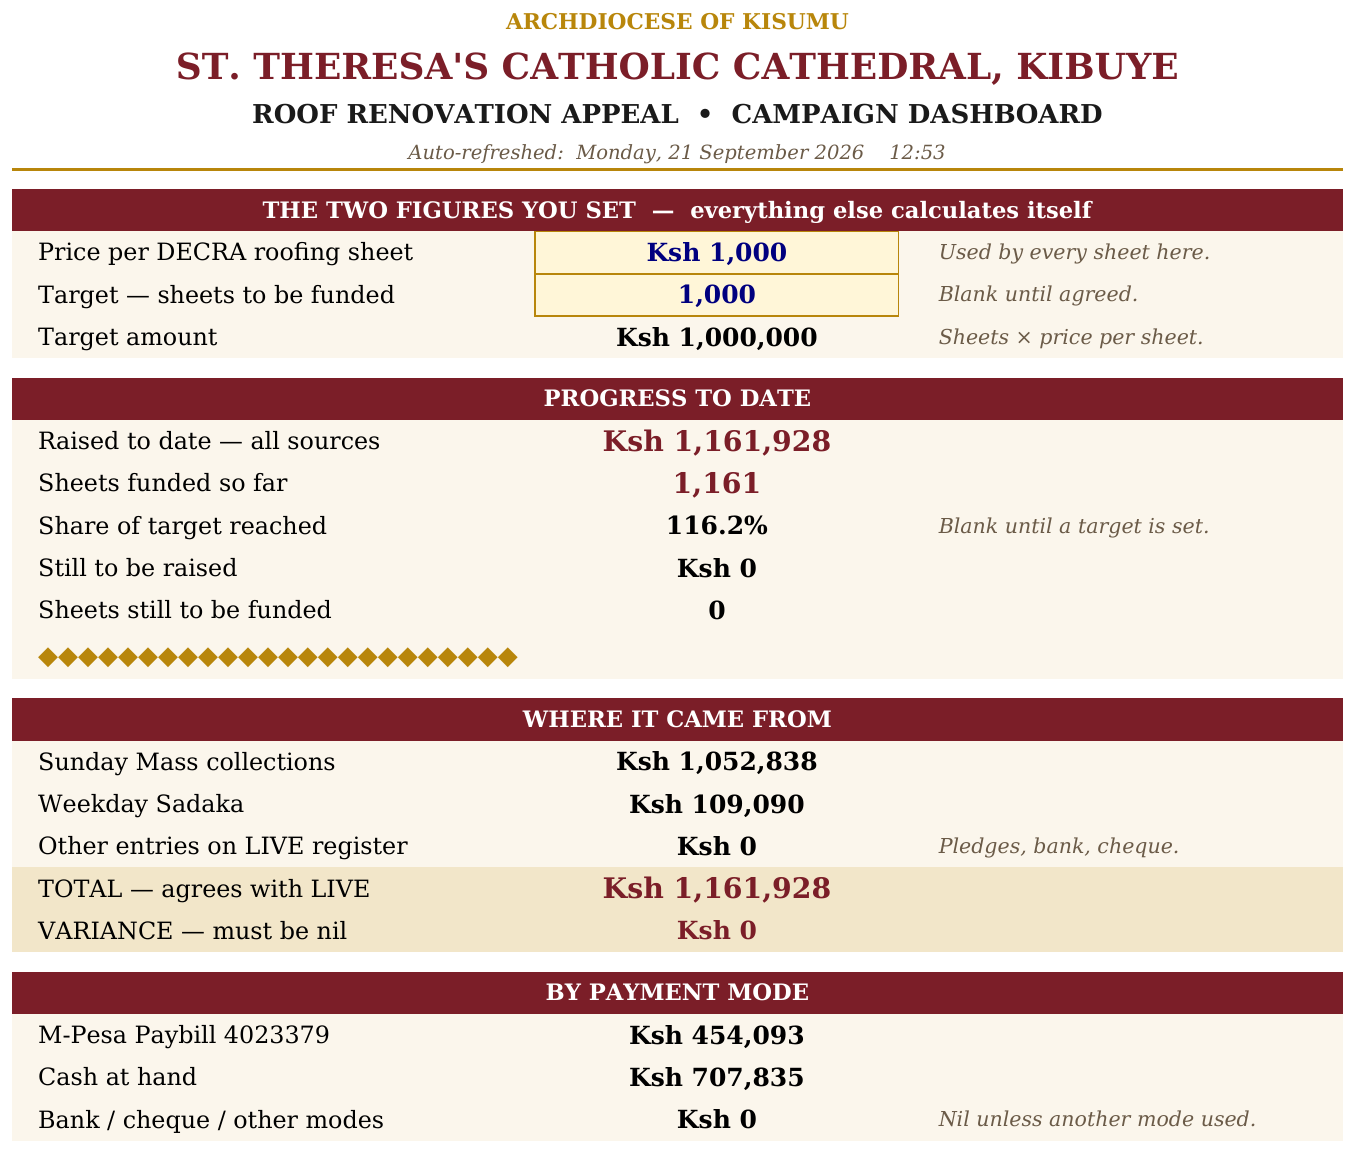 ARCHDIOCESE OF KISUMU
ST. THERESA'S CATHOLIC CATHEDRAL, KIBUYE
ROOF RENOVATION APPEAL • CAMPAIGN DASHBOARD
Auto-refreshed: Monday, 21 September 2026 12:53
THE TWO FIGURES YOU SET — everything else calculates itself
Price per DECRA roofing sheet Ksh 1,000 Used by every sheet here.
Target — sheets to be funded 1,000 Blank until agreed.
Target amount Ksh 1,000,000 Sheets × price per sheet.
PROGRESS TO DATE
Raised to date — all sources Ksh 1,161,928
Sheets funded so far 1,161
Share of target reached 116.2% Blank until a target is set.
Still to be raised Ksh 0
Sheets still to be funded 0
◆◆◆◆◆◆◆◆◆◆◆◆◆◆◆◆◆◆◆◆◆◆◆◆
WHERE IT CAME FROM
Sunday Mass collections Ksh 1,052,838
Weekday Sadaka Ksh 109,090
Other entries on LIVE register Ksh 0 Pledges, bank, cheque.
TOTAL — agrees with LIVE Ksh 1,161,928
VARIANCE — must be nil Ksh 0
BY PAYMENT MODE
M-Pesa Paybill 4023379 Ksh 454,093
Cash at hand Ksh 707,835
Bank / cheque / other modes Ksh 0 Nil unless another mode used.